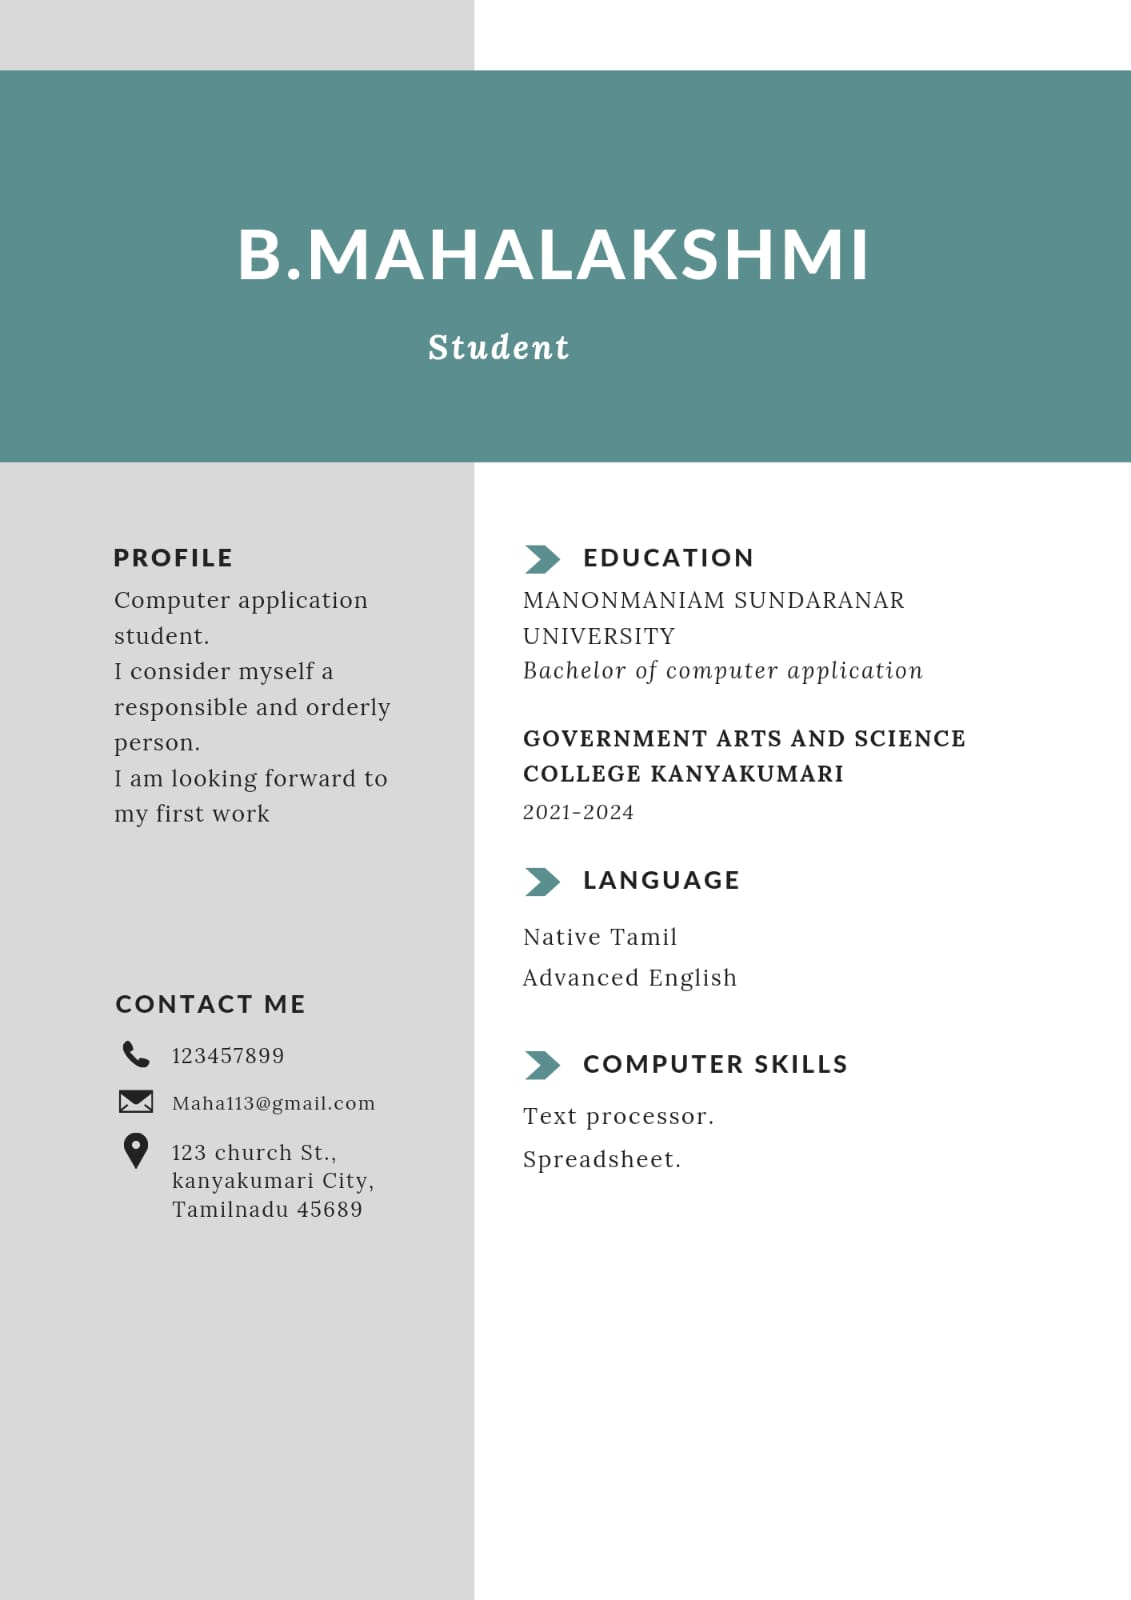 B.MAHALAKSHMI
Student
PROFILE
Computer application
student.
I consider myself a
responsible and orderly
person.
I am looking forward to
my first work
CONTACT ME
123457899
Maha113@gmail.com
123 church St.,
kanyakumari City,
Tamilnadu 45689
EDUCATION
MANONMANIAM SUNDARANAR
UNIVERSITY
Bachelor of computer application
GOVERNMENT ARTS AND SCIENCE
COLLEGE KANYAKUMARI
2021-2024
LANGUAGE
Native Tamil
Advanced English
COMPUTER SKILLS
Text processor.
Spreadsheet.